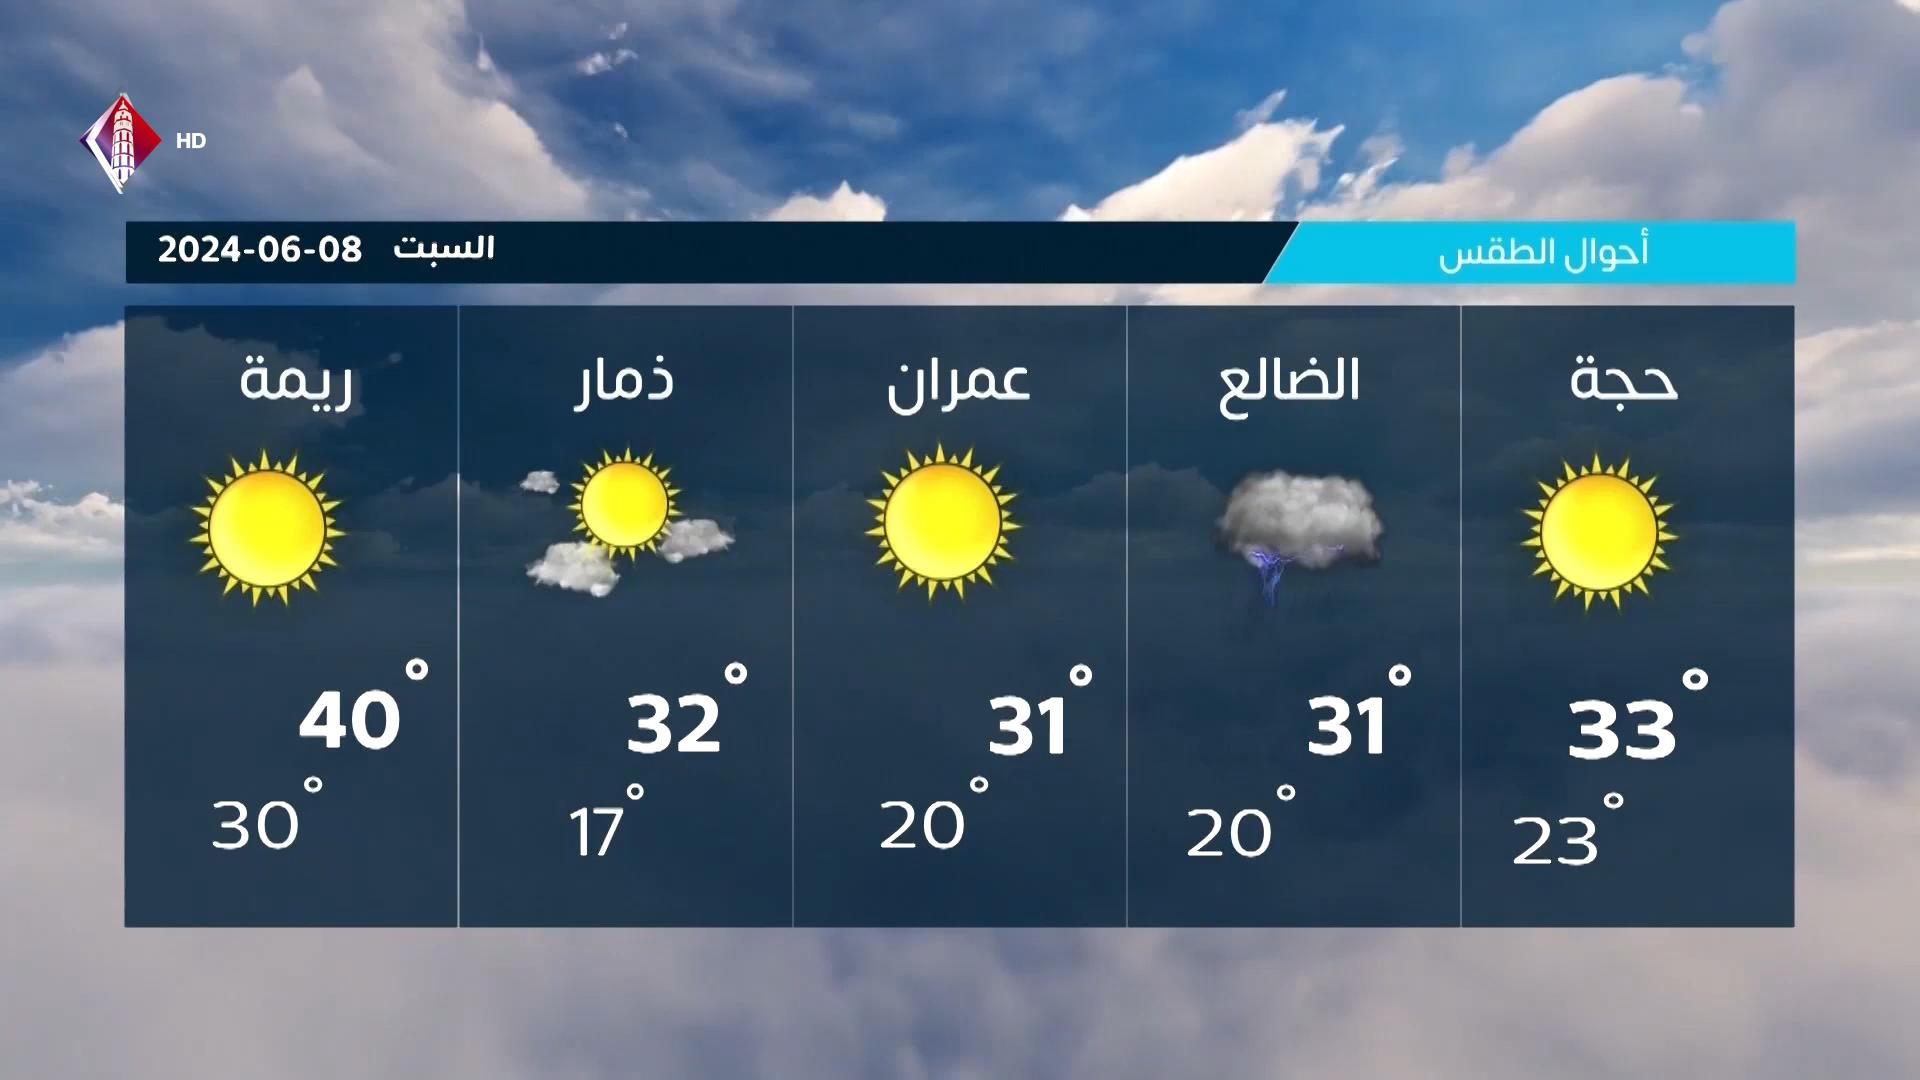 HD
أحوال الطقس
السبت 2024-06-08
حجة
الضالع
عمران
ذمار
ريمة
33°
31°
31°
32°
40°
23°
20°
20°
17°
30°